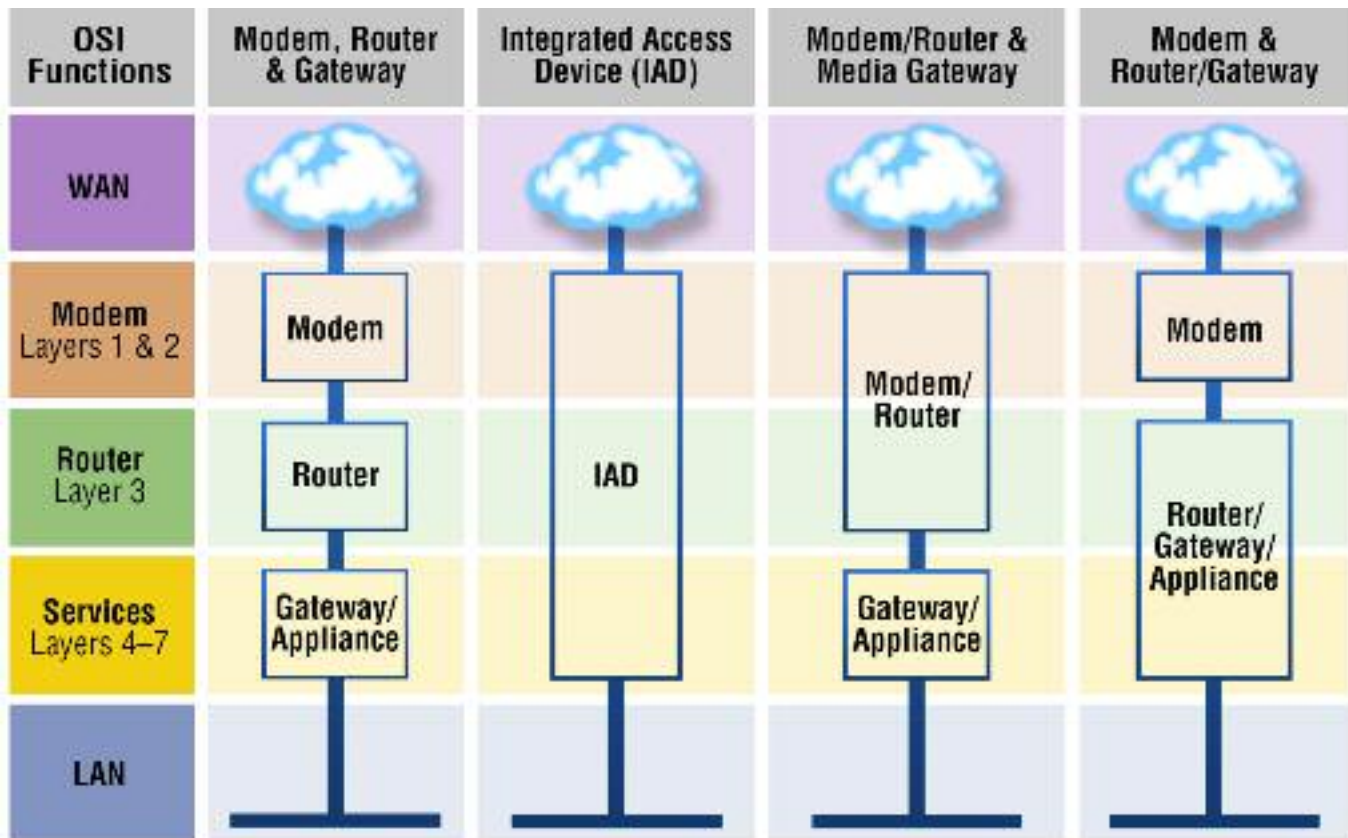 OSI
Functions
Modem, Router
& Gateway
Integrated Access
Device (IAD)
Modem/Router &
Media Gateway
Modem &
Router/Gateway
WAN
Modem
Layers 1 & 2
Modem
Modem/
Router
Modem
Router
Layer 3
Router
IAD
Router/
Gateway/
Appliance
Services
Layers 4–7
Gateway/
Appliance
Gateway/
Appliance
LAN